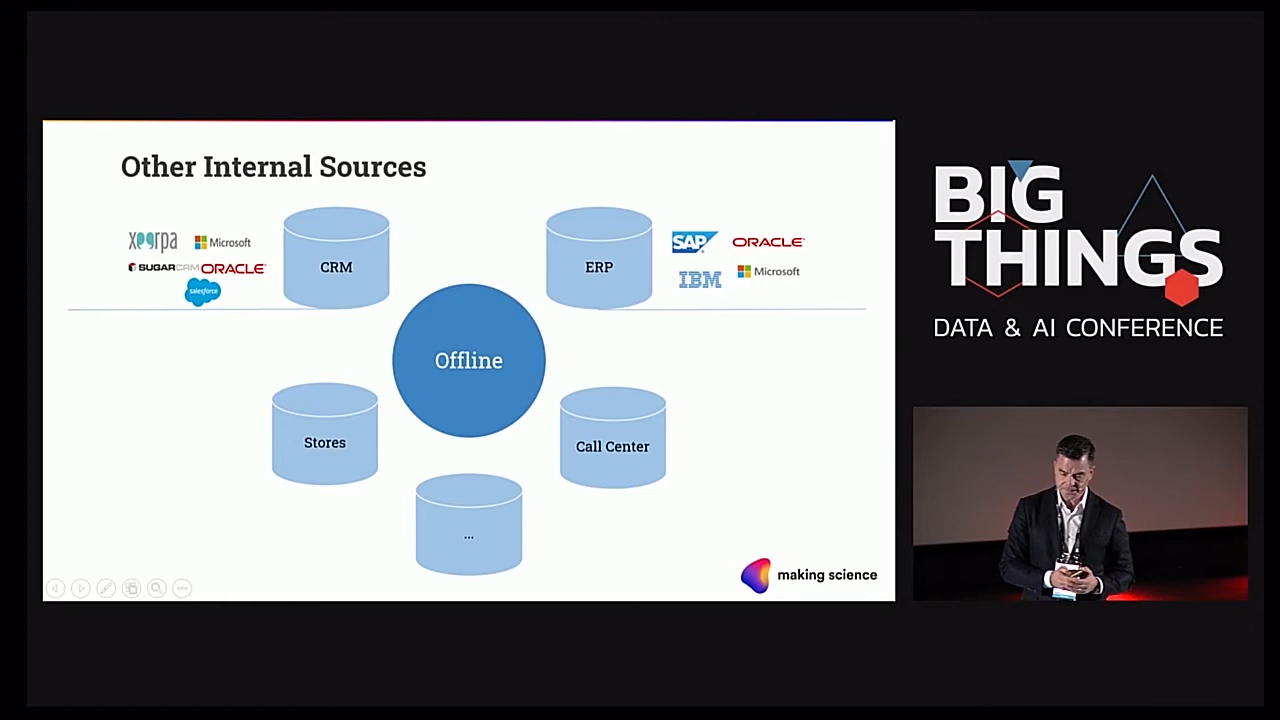 Other Internal Sources
xeerpa
Microsoft
SUGARCRM
ORACLE
salesforce
CRM
ERP
SAP
ORACLE
IBM
Microsoft
Offline
Stores
Call Center
...
making science
BIG
THINGS
DATA & AI CONFERENCE